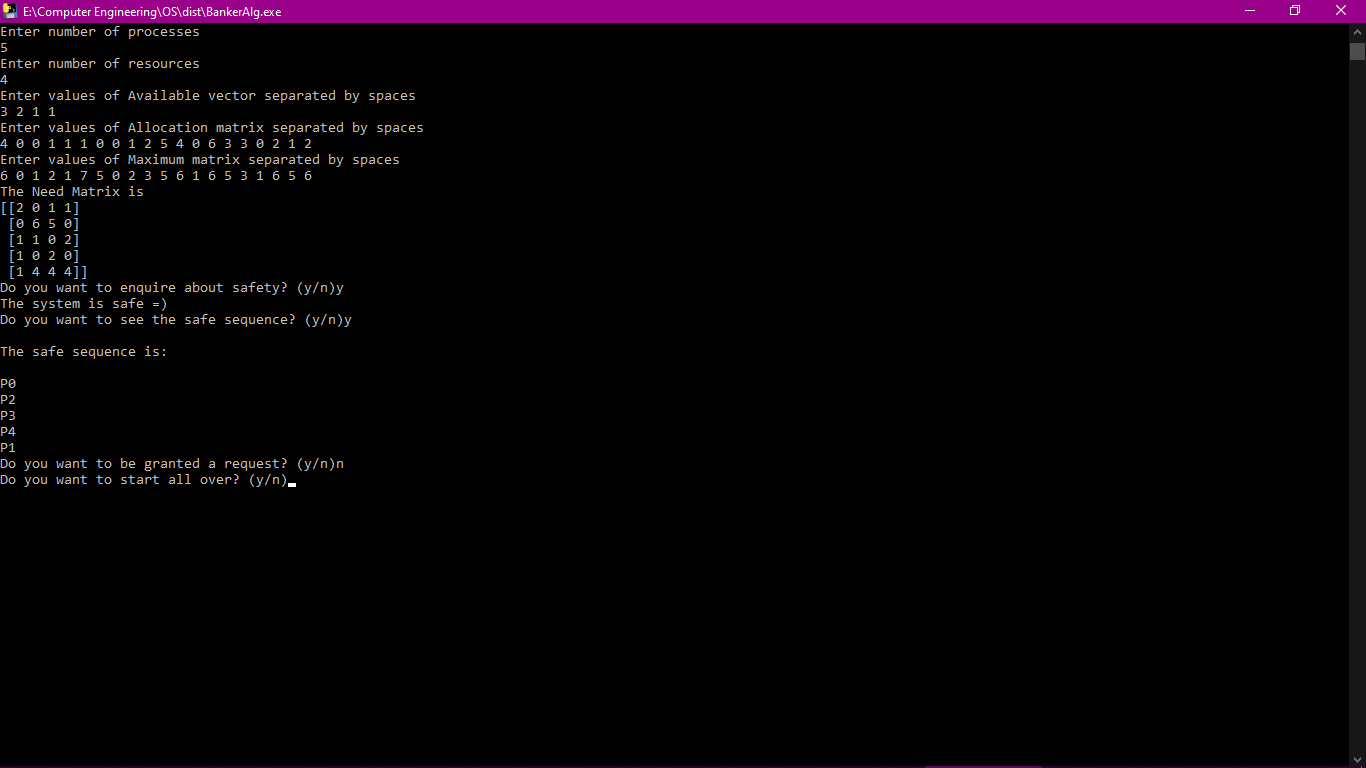 E:\Computer Engineering\OS\dist\BankerAlg.exe
Enter number of processes
5
Enter number of resources
4
Enter values of Available vector separated by spaces
3 2 1 1
Enter values of Allocation matrix separated by spaces
4 0 0 1 1 1 0 0 1 2 5 4 0 6 3 3 0 2 1 2
Enter values of Maximum matrix separated by spaces
6 0 1 2 1 7 5 0 2 3 5 6 1 6 5 3 1 6 5 6
The Need Matrix is
[[2 0 1 1]
 [0 6 5 0]
 [1 1 0 2]
 [1 0 2 0]
 [1 4 4 4]]
Do you want to enquire about safety? (y/n)y
The system is safe =)
Do you want to see the safe sequence? (y/n)y
The safe sequence is:
P0
P2
P3
P4
P1
Do you want to be granted a request? (y/n)n
Do you want to start all over? (y/n)